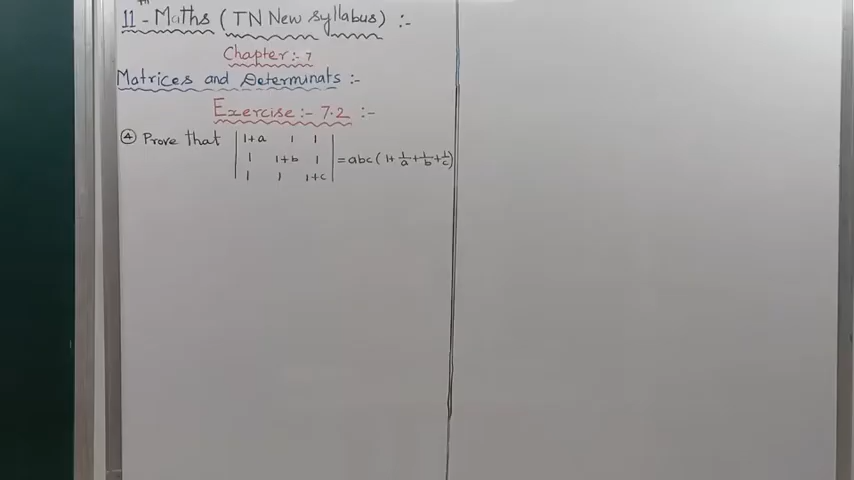 11th - Maths (TN New syllabus) :-
Chapter :- 7
Matrices and Determinats :-
Exercise :- 7.2 :-
④ Prove that | 1+a 1 1 |
| 1 1+b 1 | = abc (1+ 1/a + 1/b + 1/c)
| 1 1 1+c |